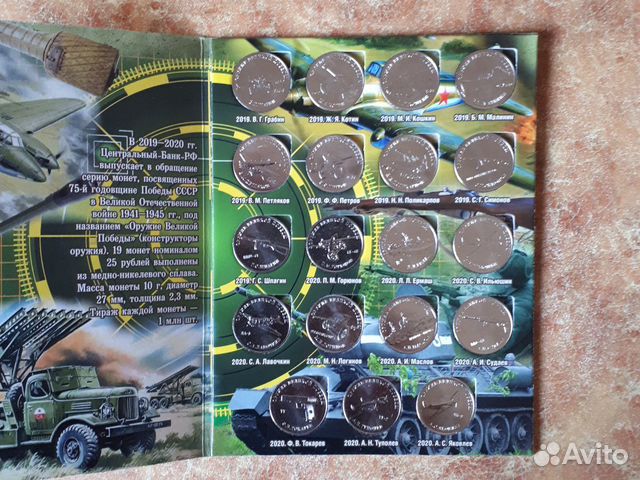 В 2019-2020 гг.
Центральный-Банк-РФ
выпускает в обращение
серию монет, посвященных
75-й годовщине Победы СССР
в Великой Отечественной
войне 1941-1945 гг., под
названием «Оружие Великой
Победы» (конструкторы
оружия). 19 монет номиналом
25 рублей выполнены
из медно-никелевого сплава.
Масса монеты 10 г, диаметр
27 мм, толщина 2,3 мм.
Тираж каждой монеты —
1 млн шт.
2019. В. Г. Грабин
2019. Ж. Я. Котин
2019. М. И. Кошкин
2019. Б. М. Малинин
2019. В. М. Петляков
2019. Ф. Ф. Петров
2019. Н. Н. Поликарпов
2019. С. Г. Симонов
2019. Г. С. Шпагин
2020. П. М. Горюнов
2020. Л. Л. Ермаш
2020. С. В. Ильюшин
2020. С. А. Лавочкин
2020. М. Н. Логинов
2020. А. И. Маслов
2020. А. И. Судаев
2020. Ф. В. Токарев
2020. А. Н. Туполев
2020. А. С. Яковлев
Avito